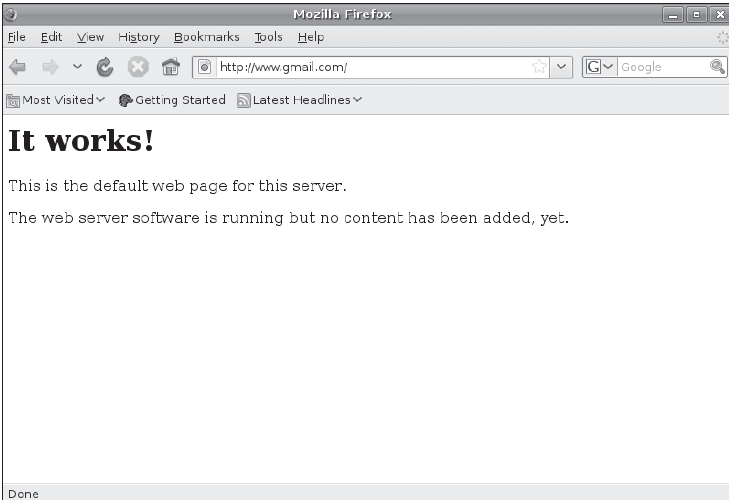 Mozilla Firefox
File Edit View History Bookmarks Tools Help
http://www.gmail.com/ G Google
Most Visited Getting Started Latest Headlines
It works!
This is the default web page for this server.
The web server software is running but no content has been added, yet.
Done